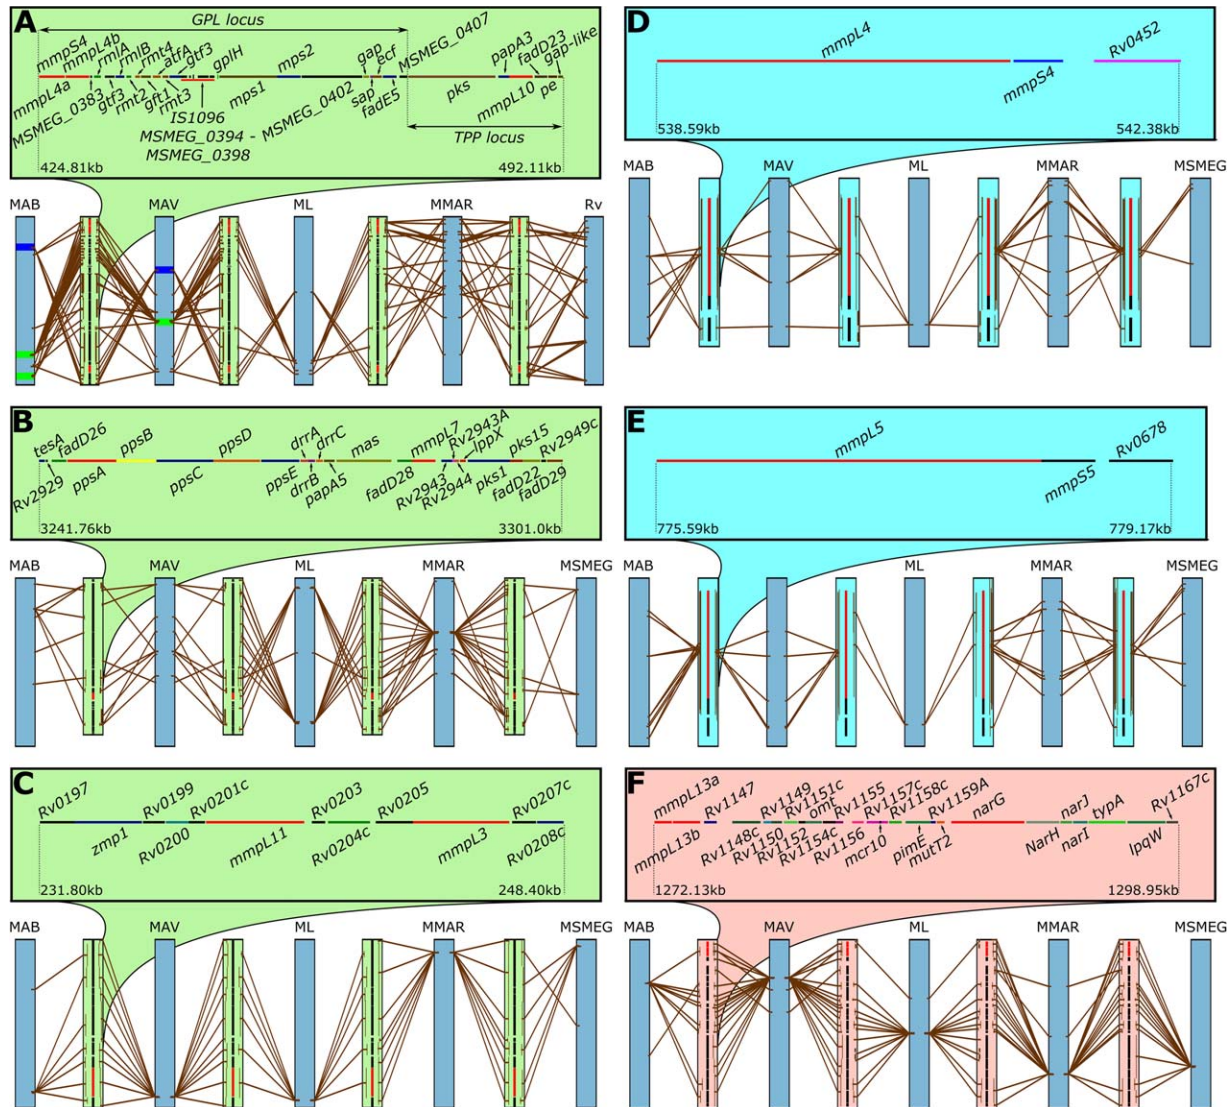 A
GPL locus
mmpS4
mmpL4b
rmlA
rmlB
rmt4
atfA
gtf3
gplH
mps2
gap
ecf
MSMEG_0407
papA3
fadD23
gap-like
mmpL4a
MSMEG_0383
gtf3
rmt2
gft1
rmt3
mps1
MSMEG_0402
sap
fadE5
pks
mmpL10
pe
IS1096
MSMEG_0394 -
MSMEG_0398
TPP locus
424.81kb
492.11kb
MAB
MAV
ML
MMAR
Rv
B
tesA
fadD26
ppsB
ppsD
drrA
drrC
mas
mmpL7
Rv2943A
lppX
pks15
Rv2949c
Rv2929
ppsA
ppsC
ppsE
drrB
papA5
fadD28
Rv2943
Rv2944
pks1
fadD22
fadD29
3241.76kb
3301.0kb
MAB
MAV
ML
MMAR
MSMEG
C
Rv0197
Rv0199
Rv0201c
Rv0203
Rv0205
Rv0207c
zmp1
Rv0200
mmpL11
Rv0204c
mmpL3
Rv0208c
231.80kb
248.40kb
MAB
MAV
ML
MMAR
MSMEG
D
mmpL4
Rv0452
mmpS4
538.59kb
542.38kb
MAB
MAV
ML
MMAR
MSMEG
E
mmpL5
Rv0678
mmpS5
775.59kb
779.17kb
MAB
MAV
ML
MMAR
MSMEG
F
mmpL13a
Rv1147
Rv1149
Rv1151c
omt
Rv1155
Rv1157c
Rv1158c
Rv1159A
narG
narJ
typA
Rv1167c
mmpL13b
Rv1148c
Rv1150
Rv1152
Rv1154c
Rv1156
mcr10
pimE
mutT2
NarH
narI
lpqW
1272.13kb
1298.95kb
MAB
MAV
ML
MMAR
MSMEG